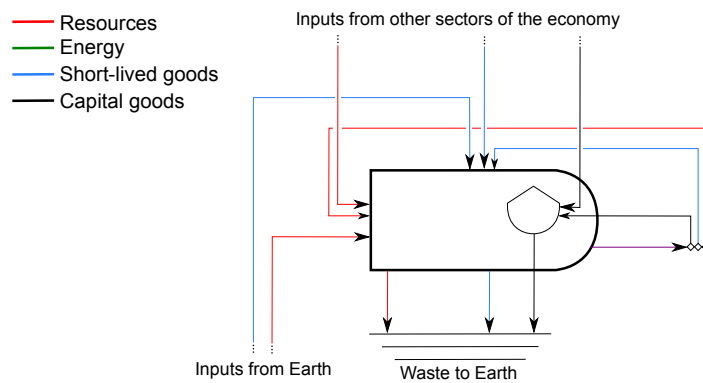 Inputs from other sectors of the economy
Resources
Energy
Short-lived goods
Capital goods
Inputs from Earth
Waste to Earth